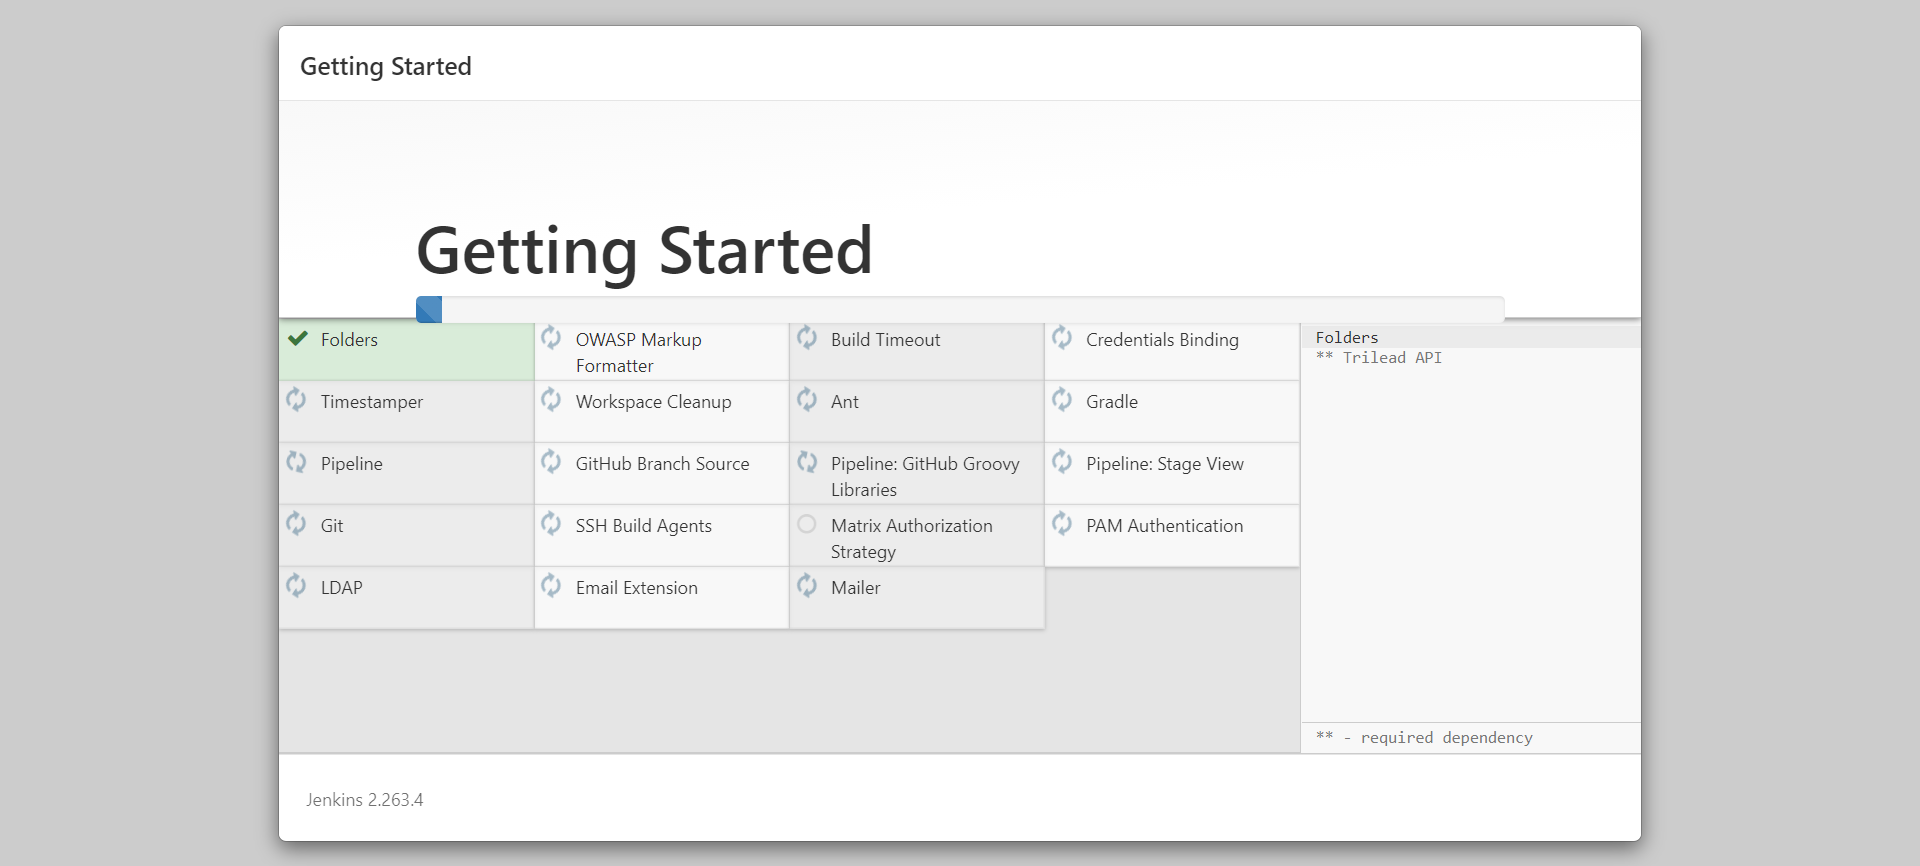 Getting Started
Getting Started
Folders
OWASP Markup
Formatter
Build Timeout
Credentials Binding
Timestamper
Workspace Cleanup
Ant
Gradle
Pipeline
GitHub Branch Source
Pipeline: GitHub Groovy
Libraries
Pipeline: Stage View
Git
SSH Build Agents
Matrix Authorization
Strategy
PAM Authentication
LDAP
Email Extension
Mailer
Folders
** Trilead API
** - required dependency
Jenkins 2.263.4